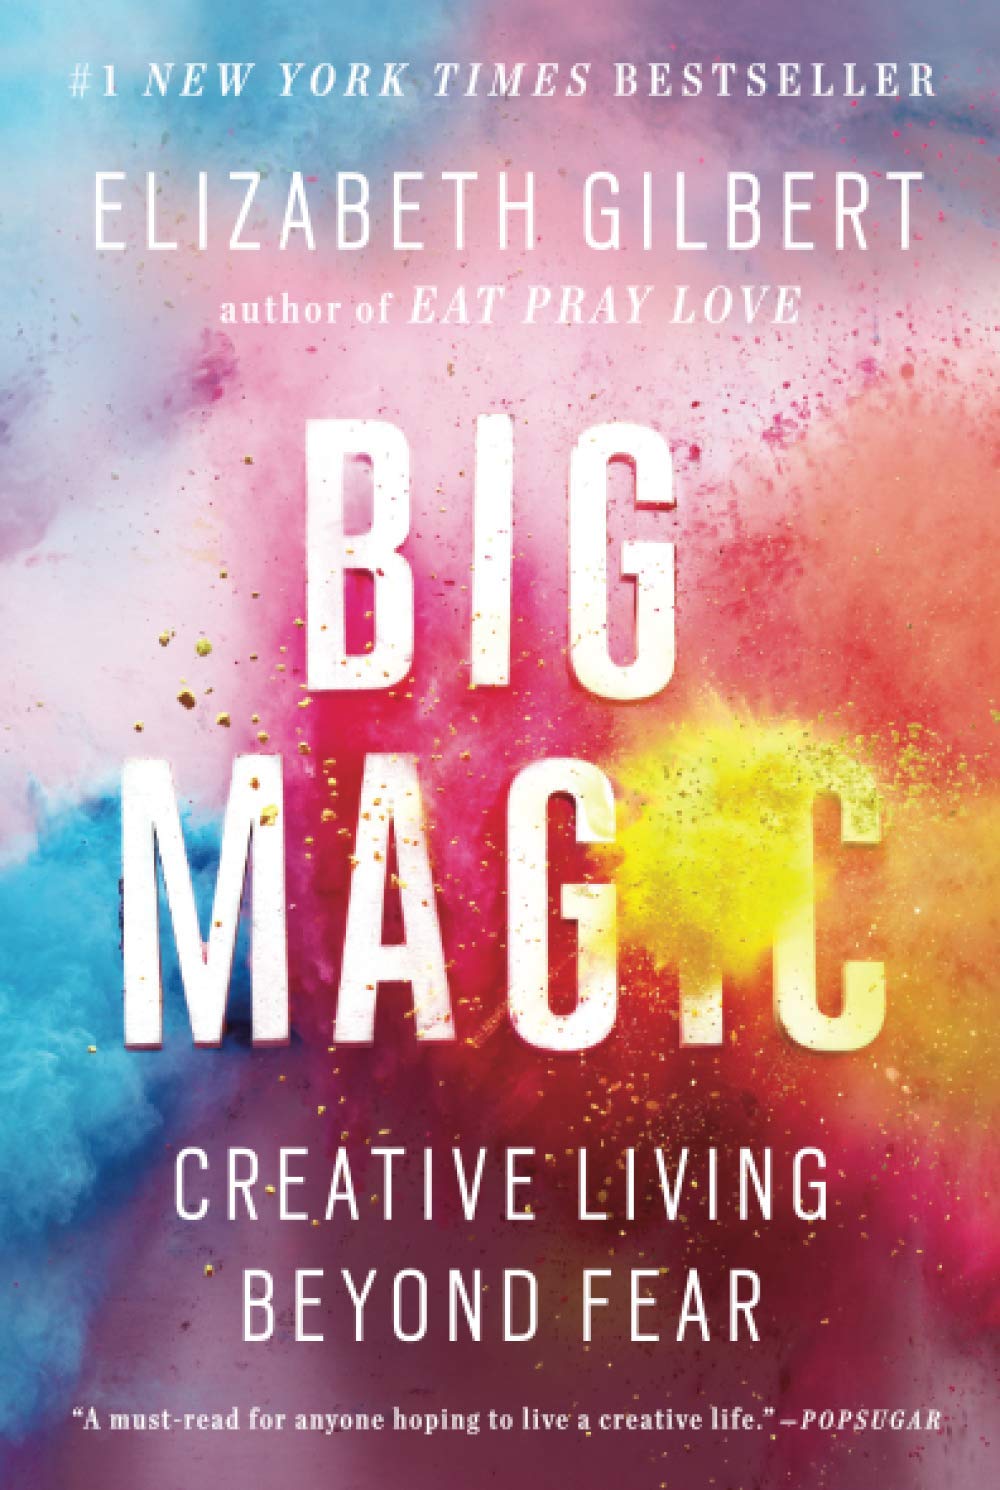 #1 NEW YORK TIMES BESTSELLER
ELIZABETH GILBERT
author of EAT PRAY LOVE
BIG
MAGIC
CREATIVE LIVING
BEYOND FEAR
“A must-read for anyone hoping to live a creative life.” –POPSUGAR